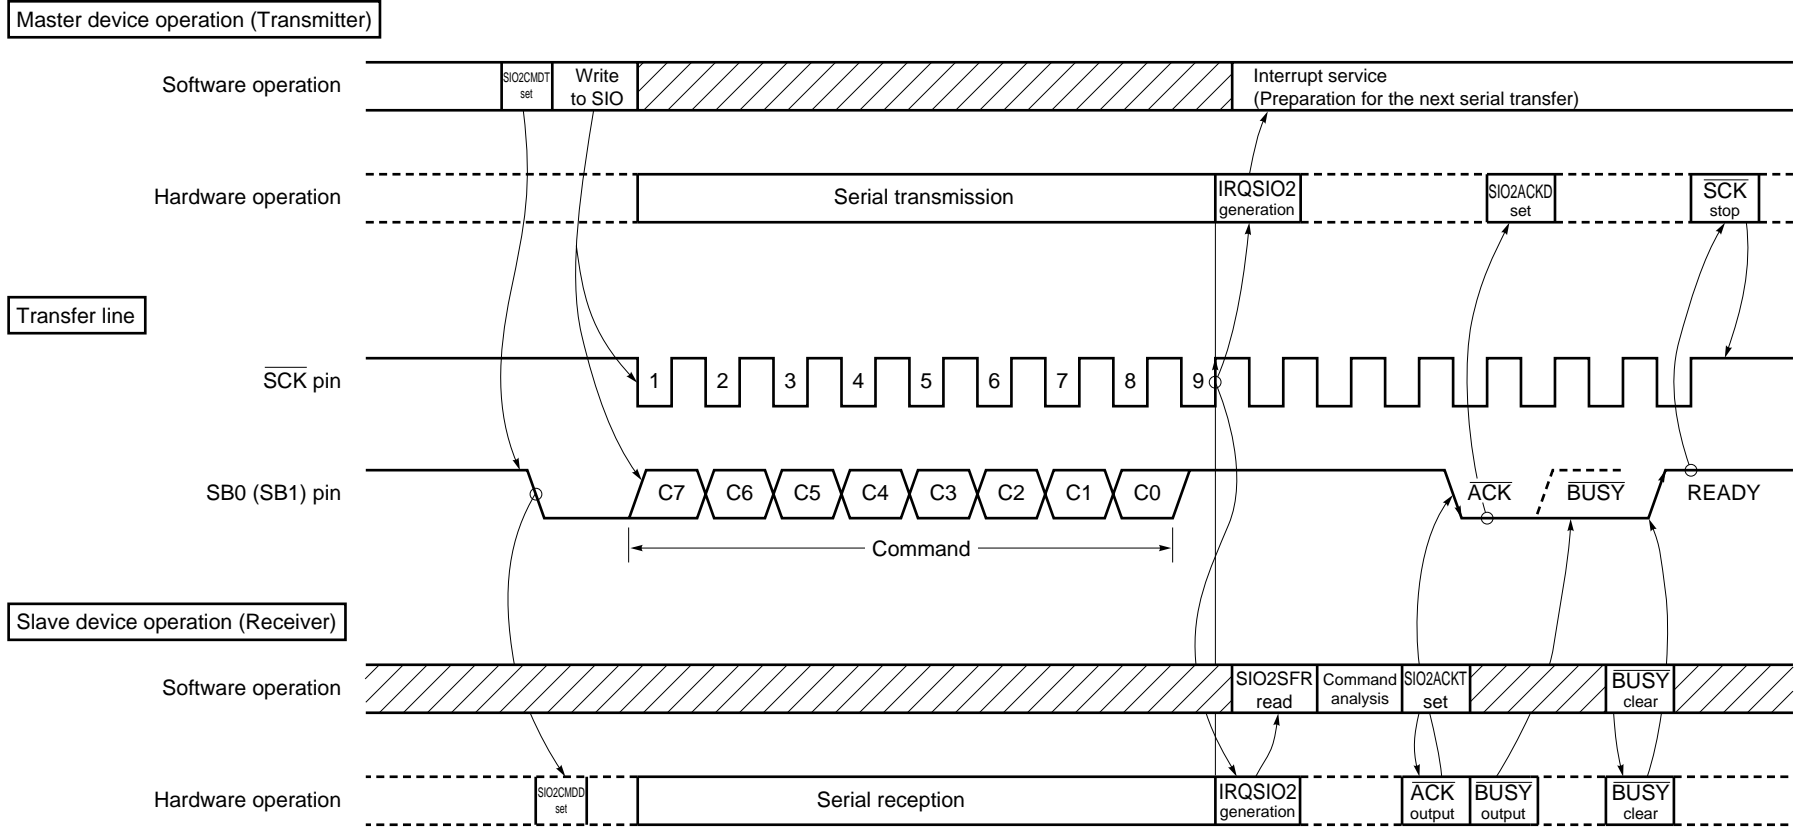 Master device operation (Transmitter)
Software operation
SIO2CMDT
set
Write
to SIO
Interrupt service
(Preparation for the next serial transfer)
Hardware operation
Serial transmission
IRQSIO2
generation
SIO2ACKD
set
SCK
stop
Transfer line
SCK pin
1 2 3 4 5 6 7 8 9
SB0 (SB1) pin
C7 C6 C5 C4 C3 C2 C1 C0
ACK
BUSY
READY
Command
Slave device operation (Receiver)
Software operation
SIO2SFR
read
Command
analysis
SIO2ACKT
set
BUSY
clear
Hardware operation
SIO2CMDD
set
Serial reception
IRQSIO2
generation
ACK
output
BUSY
output
BUSY
clear